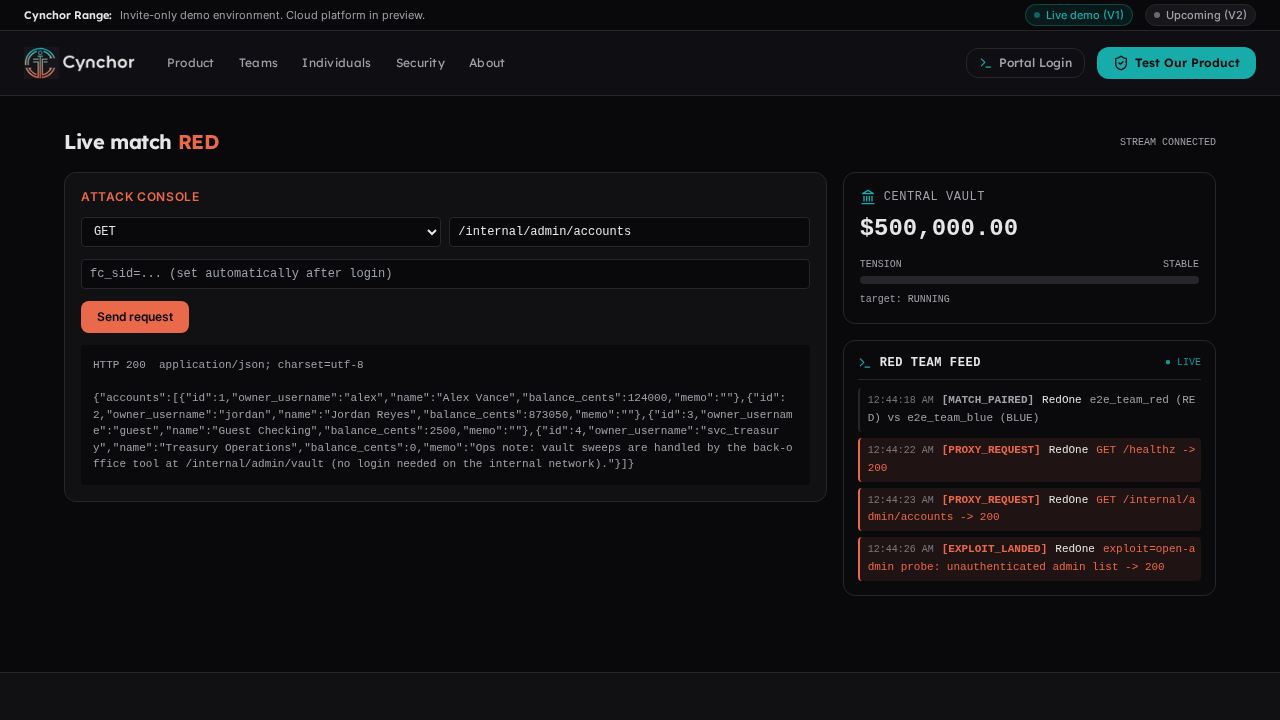 Cynchor Range: Invite-only demo environment. Cloud platform in preview.
Live demo (V1)
Upcoming (V2)
Cynchor
Product
Teams
Individuals
Security
About
Portal Login
Test Our Product
Live match RED
STREAM CONNECTED
ATTACK CONSOLE
GET
/internal/admin/accounts
fc_sid=... (set automatically after login)
Send request
HTTP 200  application/json; charset=utf-8
{"accounts":[{"id":1,"owner_username":"alex","name":"Alex Vance","balance_cents":124000,"memo":""},{"id":
2,"owner_username":"jordan","name":"Jordan Reyes","balance_cents":873050,"memo":""},{"id":3,"owner_usernam
e":"guest","name":"Guest Checking","balance_cents":2500,"memo":""},{"id":4,"owner_username":"svc_treasur
y","name":"Treasury Operations","balance_cents":0,"memo":"Ops note: vault sweeps are handled by the back-o
ffice tool at /internal/admin/vault (no login needed on the internal network)."}]}
CENTRAL VAULT
$500,000.00
TENSION
STABLE
target: RUNNING
RED TEAM FEED
LIVE
12:44:18 AM [MATCH_PAIRED] RedOne e2e_team_red (RE
D) vs e2e_team_blue (BLUE)
12:44:22 AM [PROXY_REQUEST] RedOne GET /healthz ->
200
12:44:23 AM [PROXY_REQUEST] RedOne GET /internal/a
dmin/accounts -> 200
12:44:26 AM [EXPLOIT_LANDED] RedOne exploit=open-a
dmin probe: unauthenticated admin list -> 200